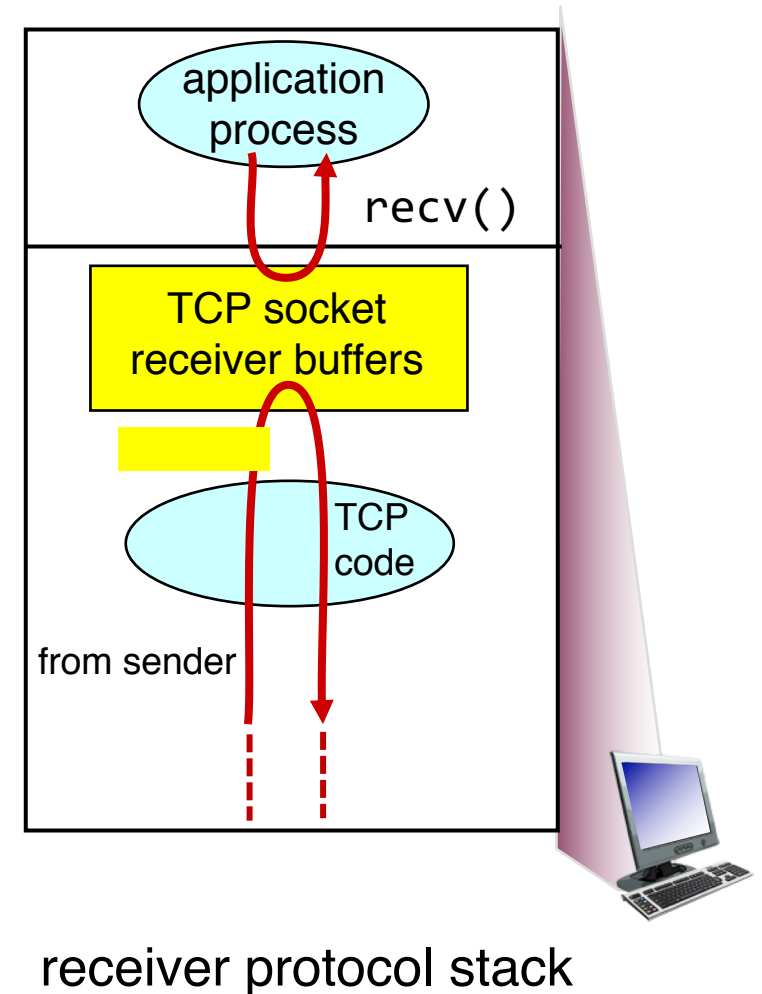 application
process
recv()
TCP socket
receiver buffers
TCP
code
from sender
receiver protocol stack